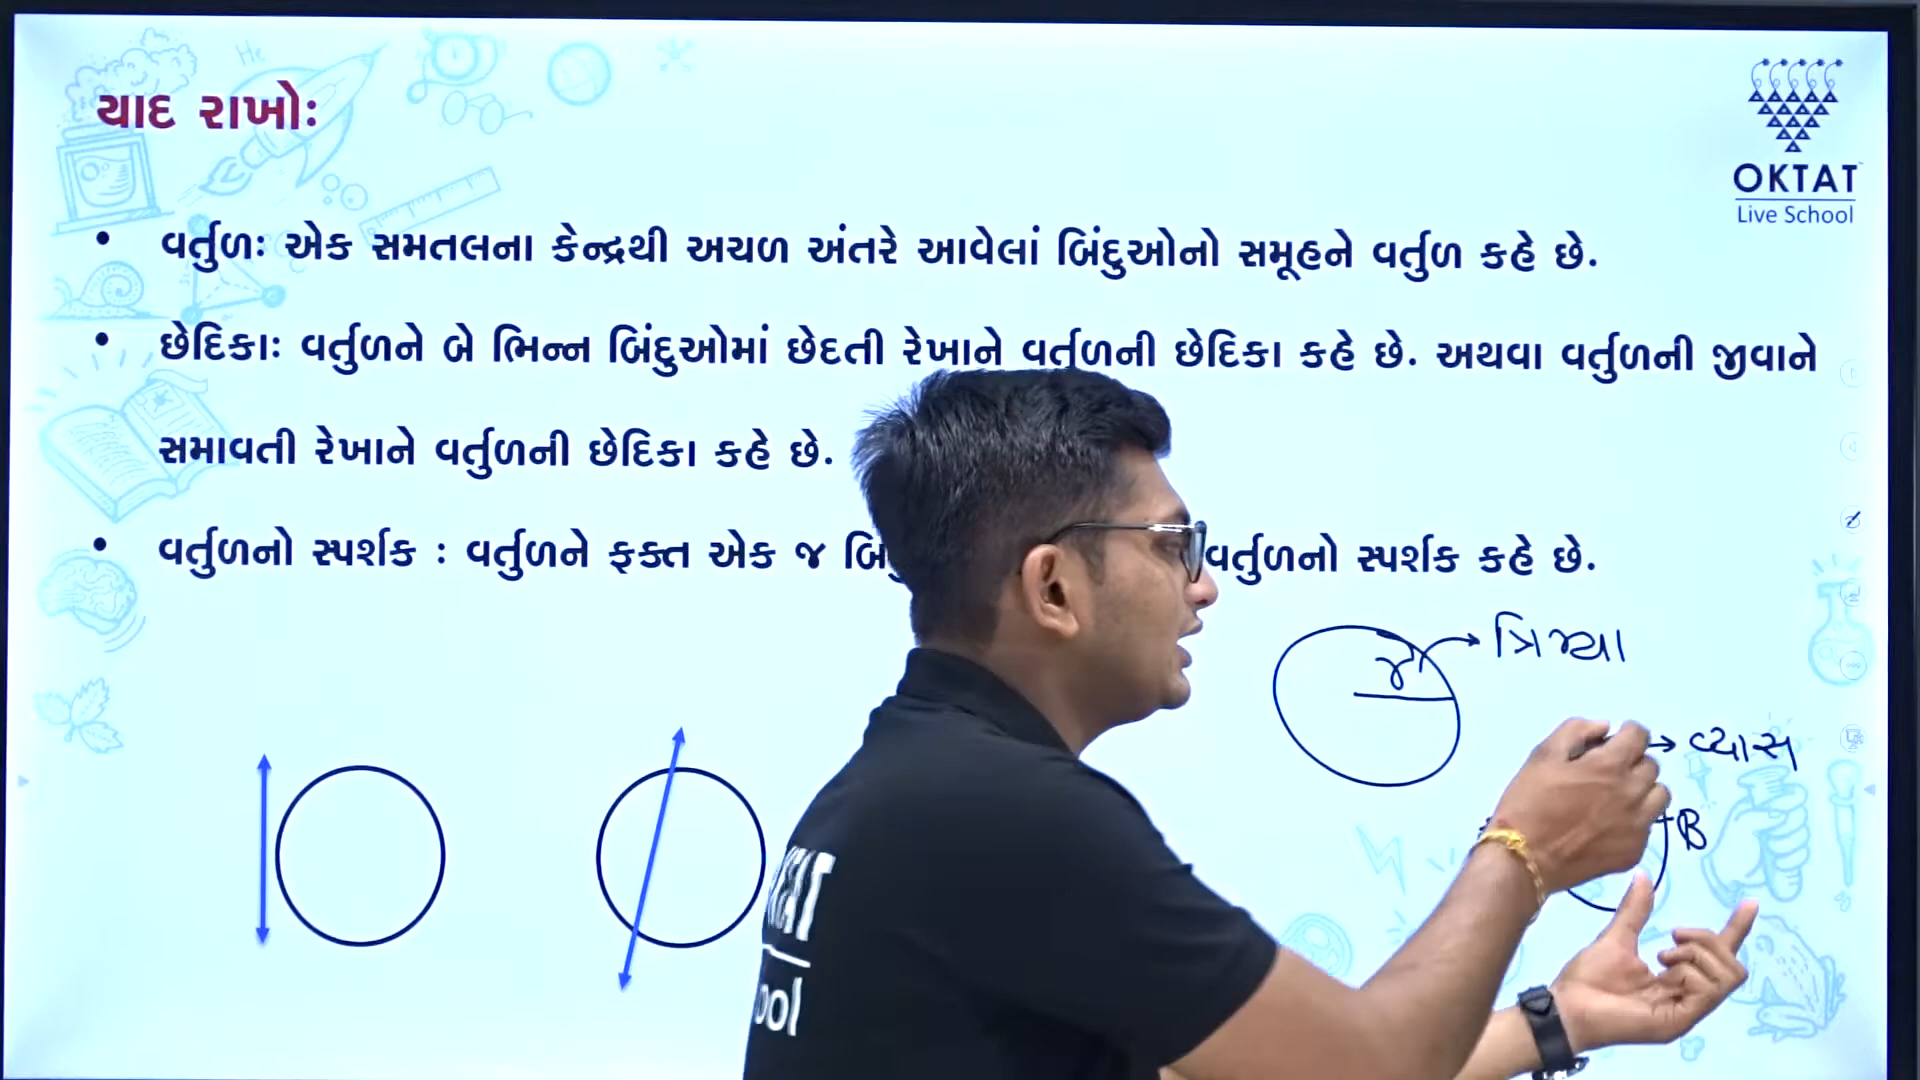 યાદ રાખોઃ
OKTAT
Live School
• વર્તુળઃ એક સમતલના કેન્દ્રથી અચળ અંતરે આવેલાં બિંદુઓનો સમૂહને વર્તુળ કહે છે.
• છેદિકાઃ વર્તુળને બે ભિન્ન બિંદુઓમાં છેદતી રેખાને વર્તુળની છેદિકા કહે છે. અથવા વર્તુળની જીવાને
સમાવતી રેખાને વર્તુળની છેદિકા કહે છે.
• વર્તુળનો સ્પર્શક : વર્તુળને ફક્ત એક જ વર્તુળનો સ્પર્શક કહે છે.
r → ત્રિજ્યા
→ વ્યાસ
B